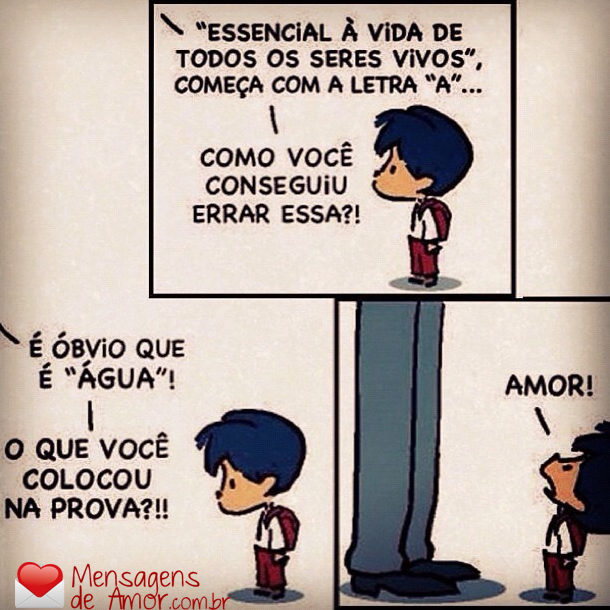 "ESSENCIAL À VIDA DE
TODOS OS SERES VIVOS",
COMEÇA COM A LETRA "A"...
COMO VOCÊ
CONSEGUIU
ERRAR ESSA?!
É ÓBVIO QUE
É "ÁGUA"!
O QUE VOCÊ
COLOCOU
NA PROVA?!!
AMOR!
Mensagens
de Amor.com.br